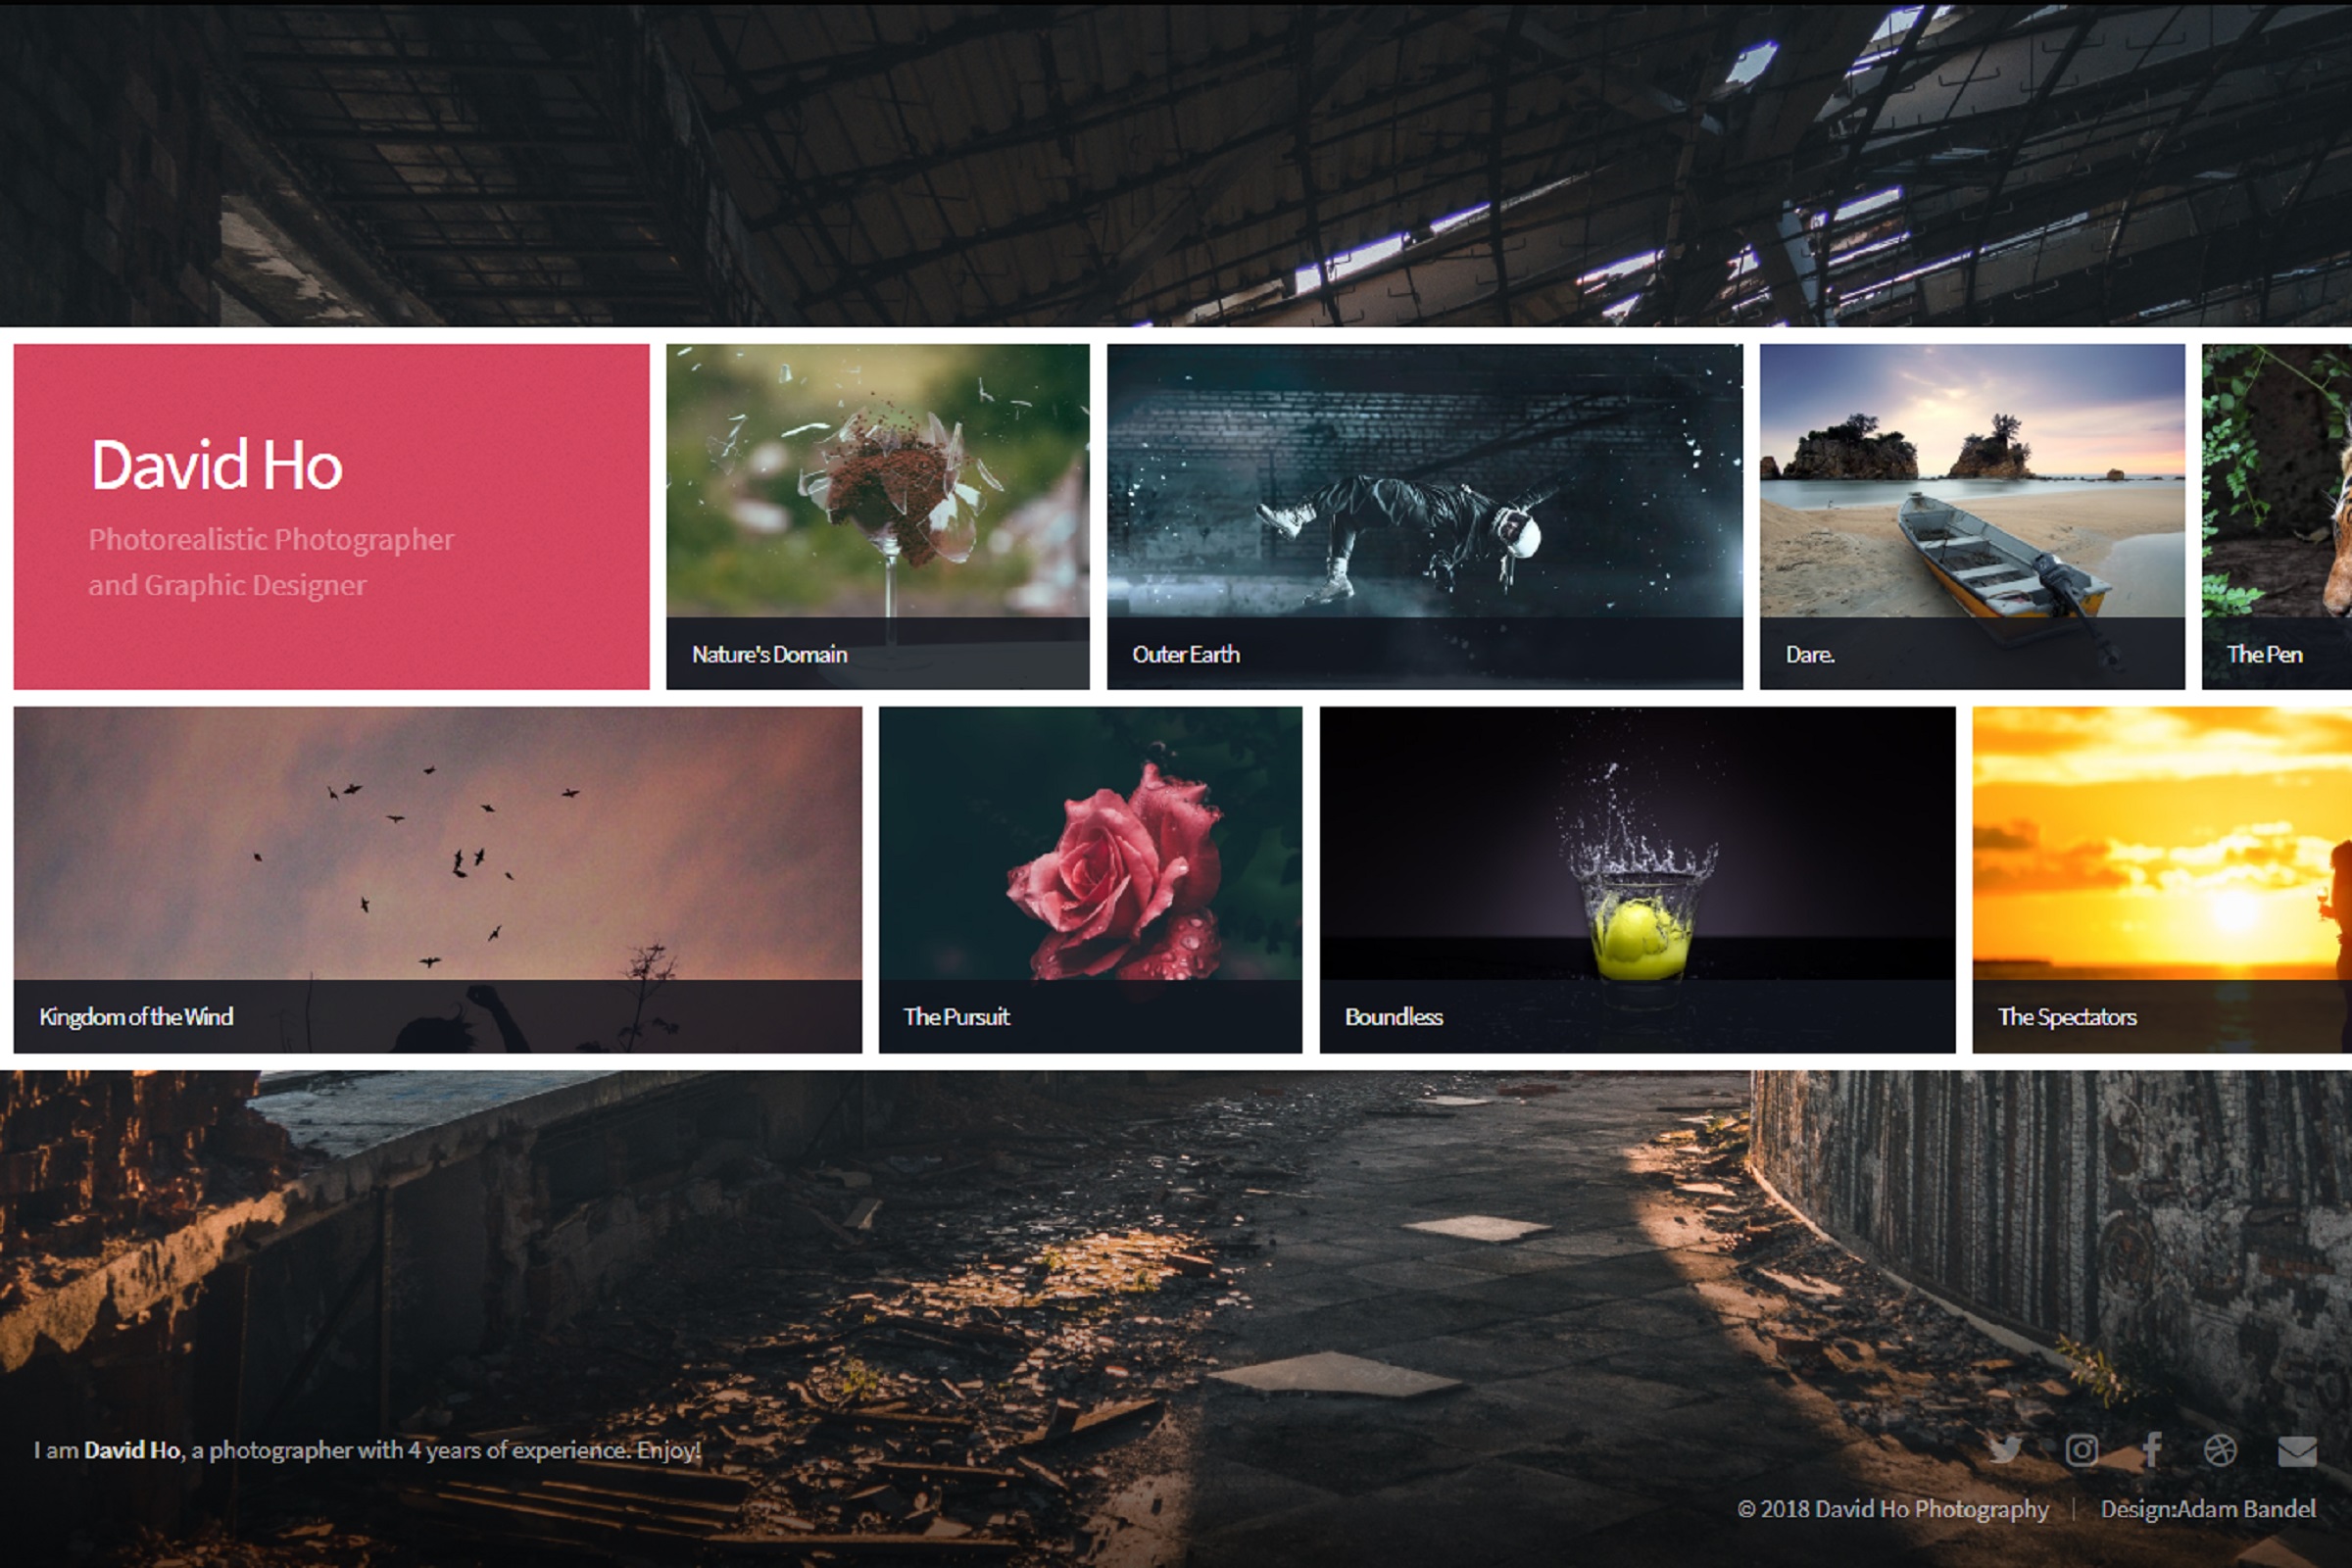 David Ho
Photorealistic Photographer
and Graphic Designer
Nature's Domain
Outer Earth
Dare.
The Pen
Kingdom of the Wind
The Pursuit
Boundless
The Spectators
I am David Ho, a photographer with 4 years of experience. Enjoy!
© 2018 David Ho Photography | Design:Adam Bandel